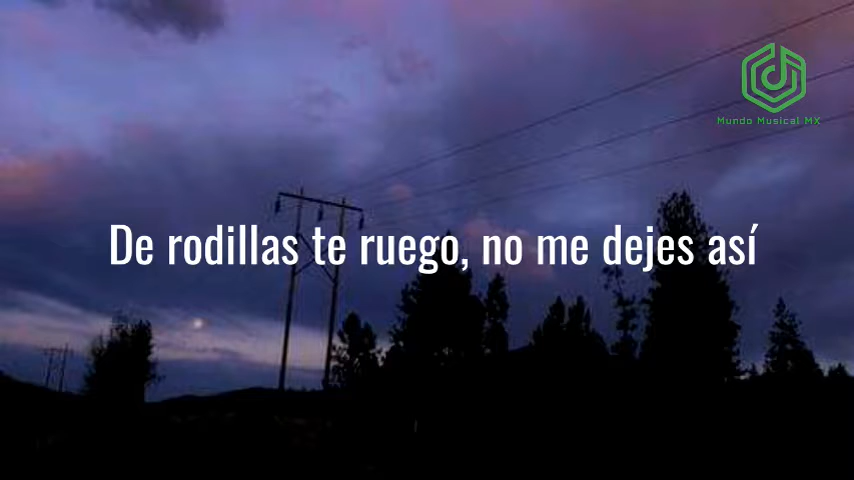 Mundo Musical MX
De rodillas te ruego, no me dejes así